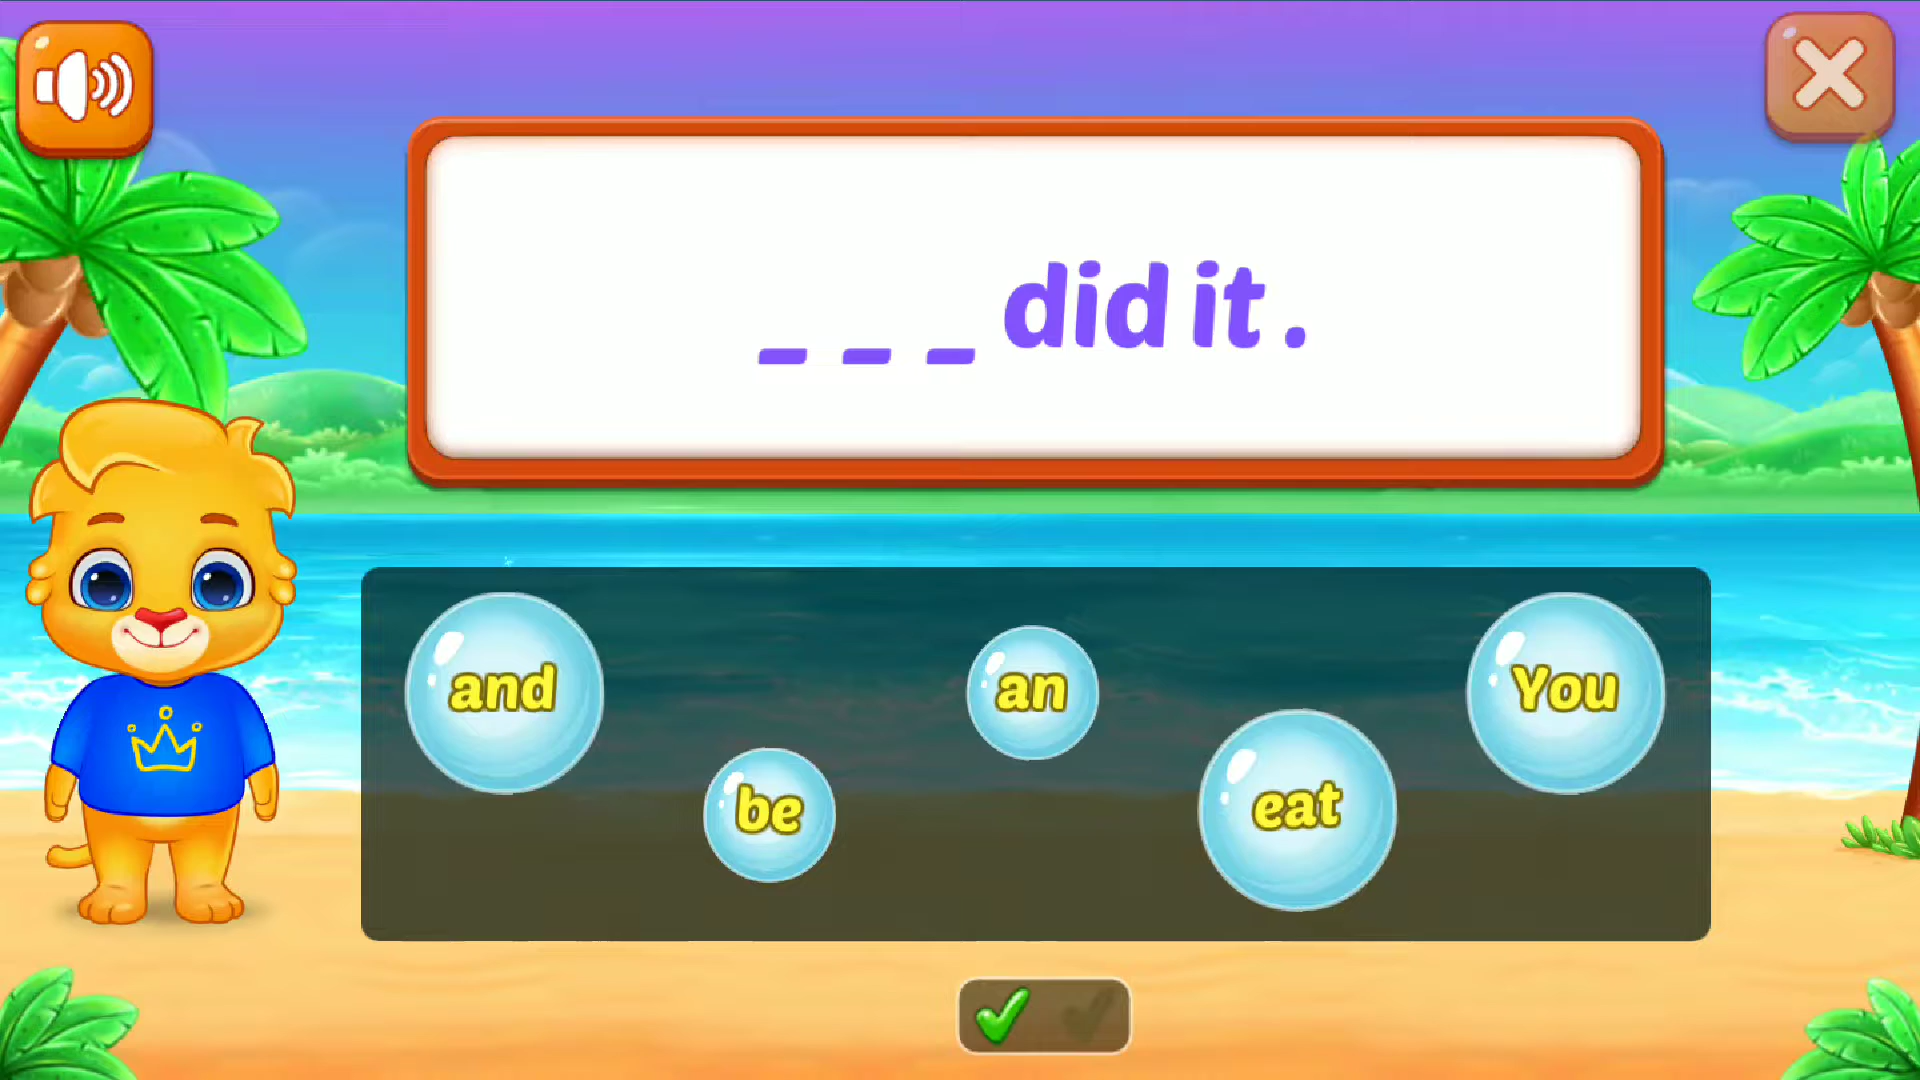 _ _ _ did it .
and
an
You
be
eat